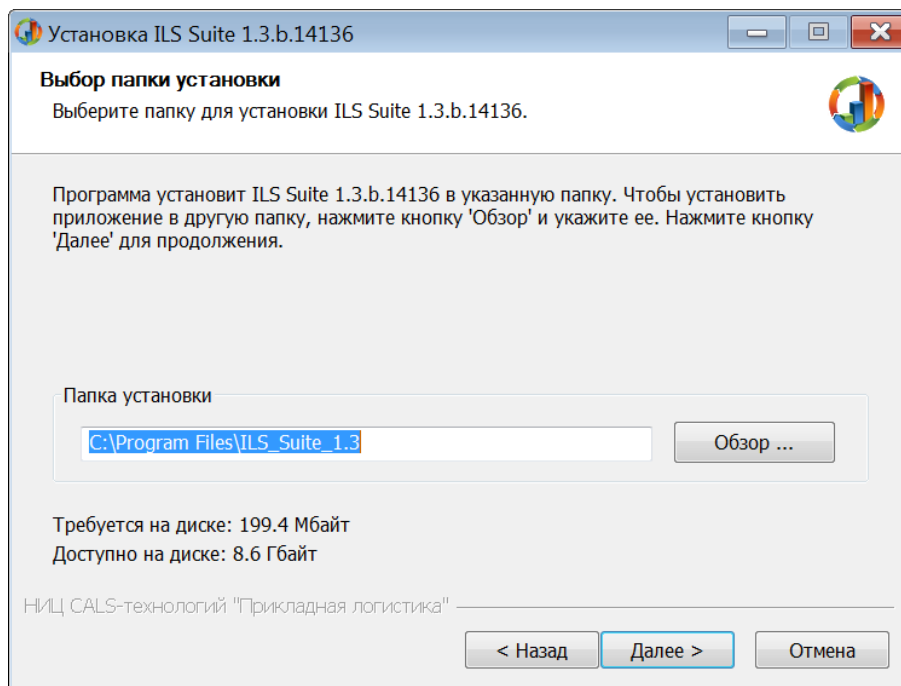 Установка ILS Suite 1.3.b.14136
Выбор папки установки
Выберите папку для установки ILS Suite 1.3.b.14136.
Программа установит ILS Suite 1.3.b.14136 в указанную папку. Чтобы установить
приложение в другую папку, нажмите кнопку 'Обзор' и укажите ее. Нажмите кнопку
'Далее' для продолжения.
Папка установки
C:\Program Files\ILS_Suite_1.3
Обзор ...
Требуется на диске: 199.4 Мбайт
Доступно на диске: 8.6 Гбайт
НИЦ CALS-технологий "Прикладная логистика"
< Назад
Далее >
Отмена